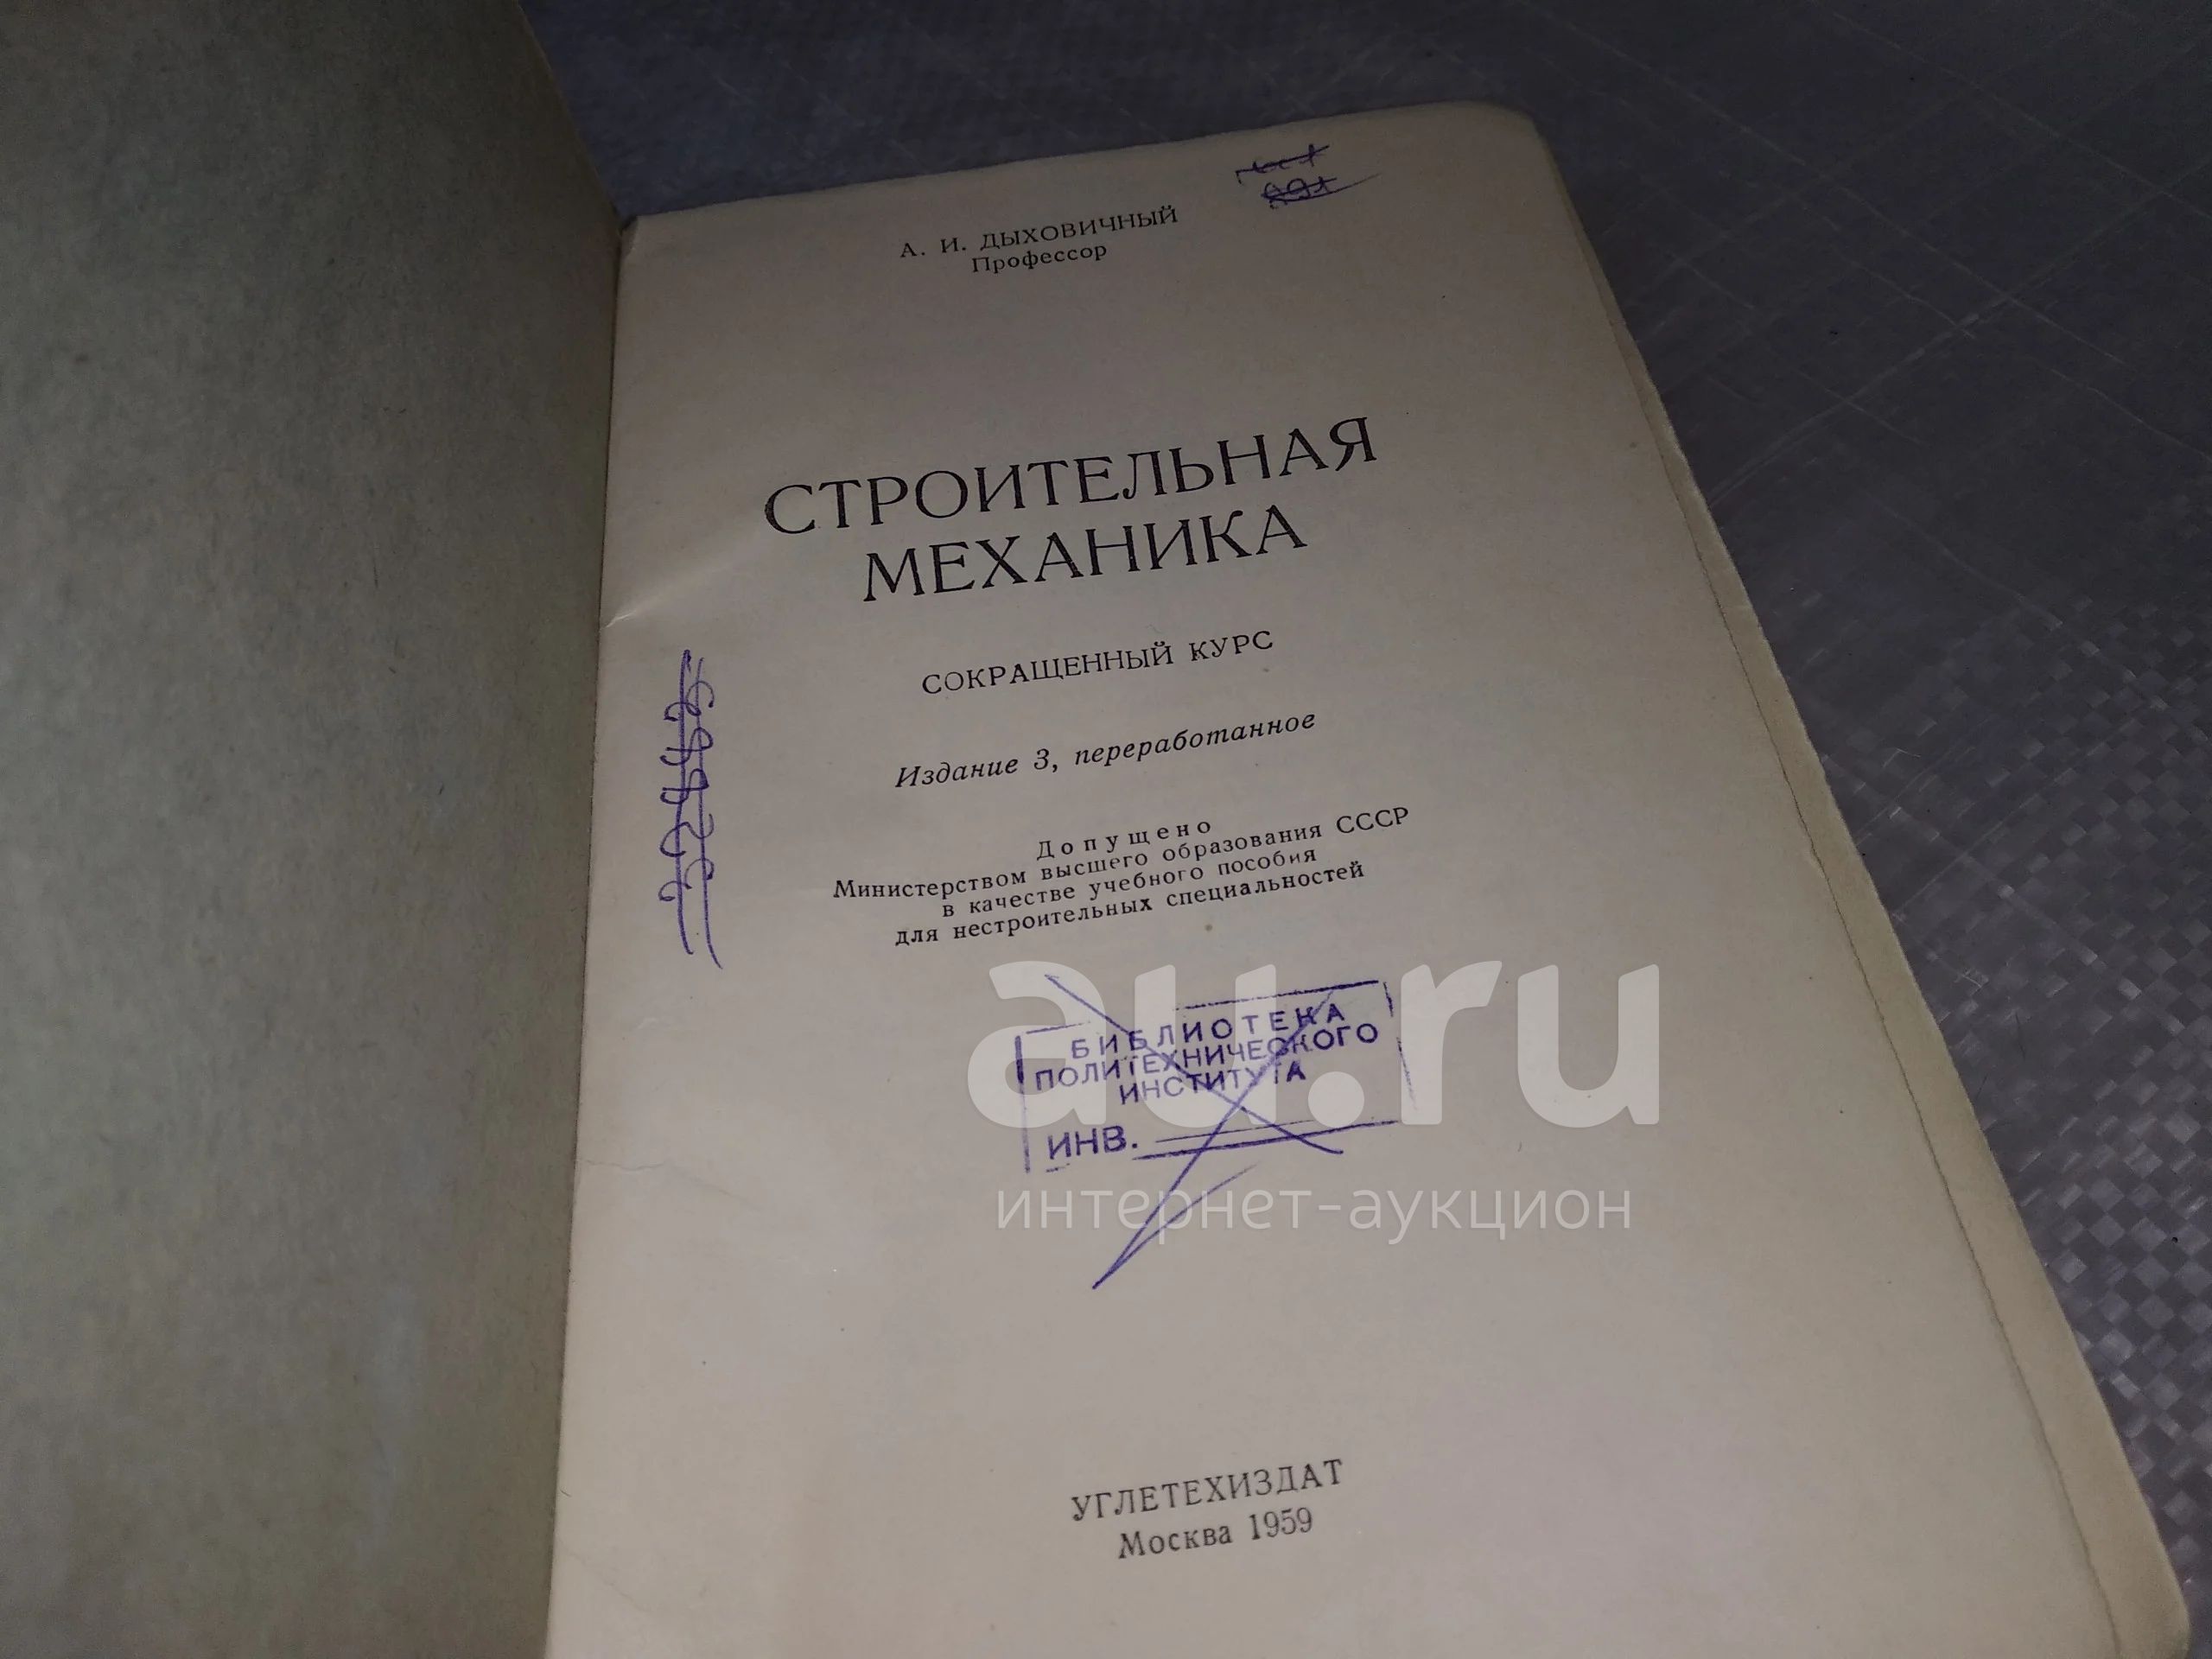 А. И. ДЫХОВИЧНЫЙ
Профессор
СТРОИТЕЛЬНАЯ
МЕХАНИКА
СОКРАЩЕННЫЙ КУРС
Издание 3, переработанное
Допущено
Министерством высшего образования СССР
в качестве учебного пособия
для нестроительных специальностей
au.ru
БИБЛИОТЕКА
ПОЛИТЕХНИЧЕСКОГО
ИНСТИТУТА
ИНВ.
интернет-аукцион
УГЛЕТЕХИЗДАТ
Москва 1959